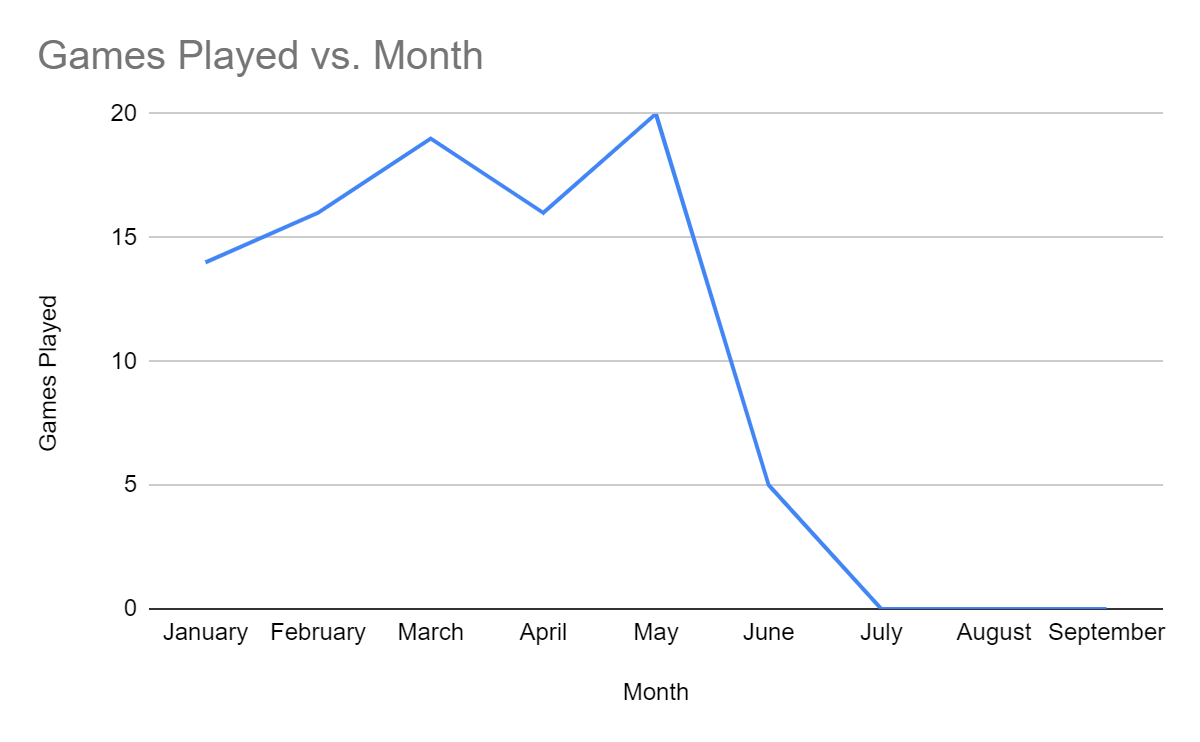 Games Played vs. Month
20
15
10
5
0
Games Played
January February March April May June July August September
Month